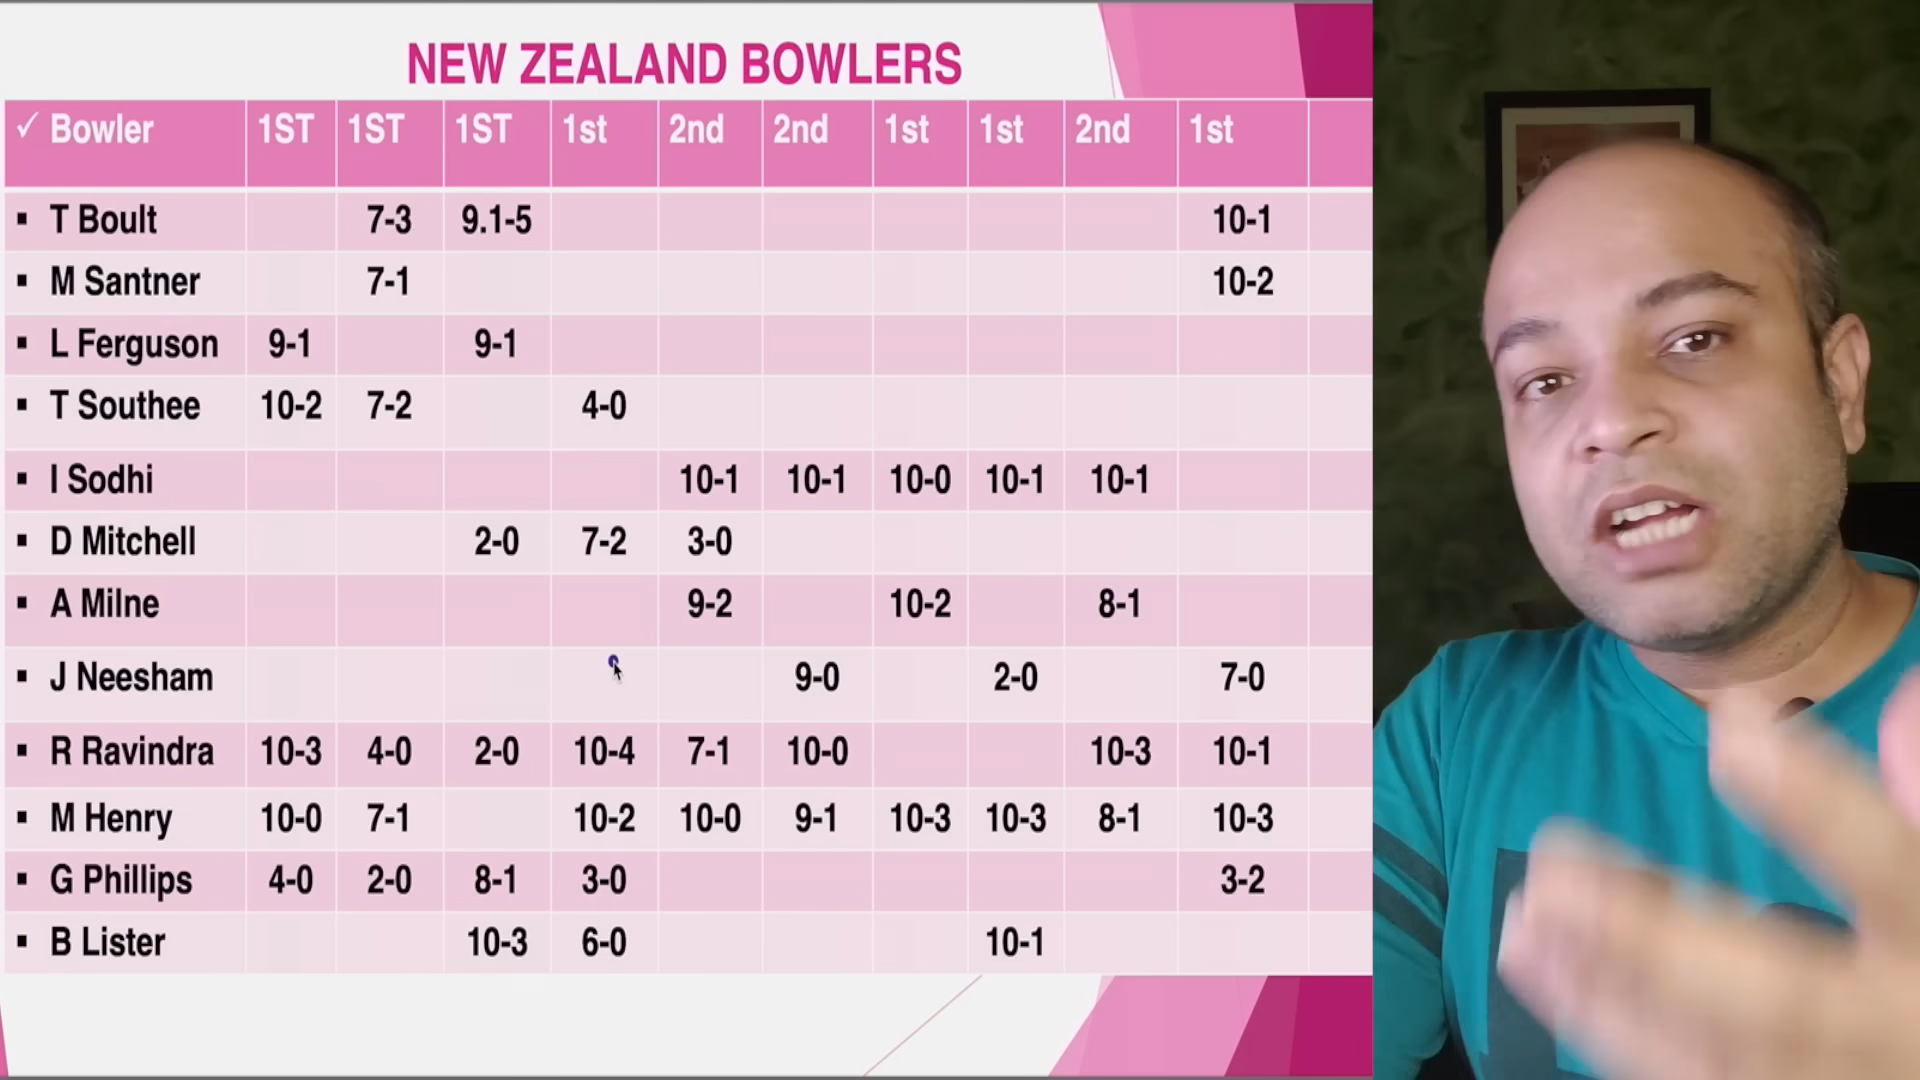 NEW ZEALAND BOWLERS
✓ Bowler 1ST 1ST 1ST 1st 2nd 2nd 1st 1st 2nd 1st
▪ T Boult 7-3 9.1-5 10-1
▪ M Santner 7-1 10-2
▪ L Ferguson 9-1 9-1
▪ T Southee 10-2 7-2 4-0
▪ I Sodhi 10-1 10-1 10-0 10-1 10-1
▪ D Mitchell 2-0 7-2 3-0
▪ A Milne 9-2 10-2 8-1
▪ J Neesham 9-0 2-0 7-0
▪ R Ravindra 10-3 4-0 2-0 10-4 7-1 10-0 10-3 10-1
▪ M Henry 10-0 7-1 10-2 10-0 9-1 10-3 10-3 8-1 10-3
▪ G Phillips 4-0 2-0 8-1 3-0 3-2
▪ B Lister 10-3 6-0 10-1